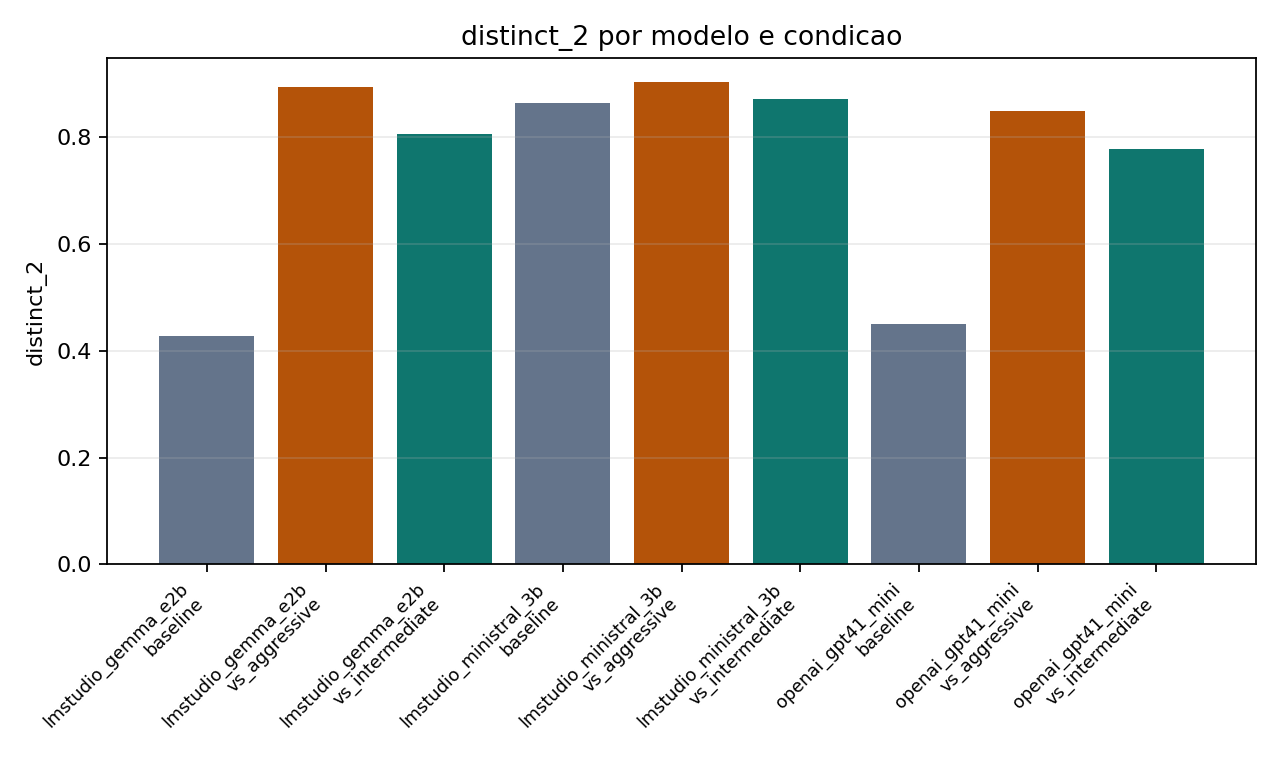 distinct_2 por modelo e condicao
distinct_2
0.8
0.6
0.4
0.2
0.0
lmstudio_gemma_e2b
baseline
lmstudio_gemma_e2b
vs_aggressive
lmstudio_gemma_e2b
vs_intermediate
lmstudio_ministral_3b
baseline
lmstudio_ministral_3b
vs_aggressive
lmstudio_ministral_3b
vs_intermediate
openai_gpt41_mini
baseline
openai_gpt41_mini
vs_aggressive
openai_gpt41_mini
vs_intermediate